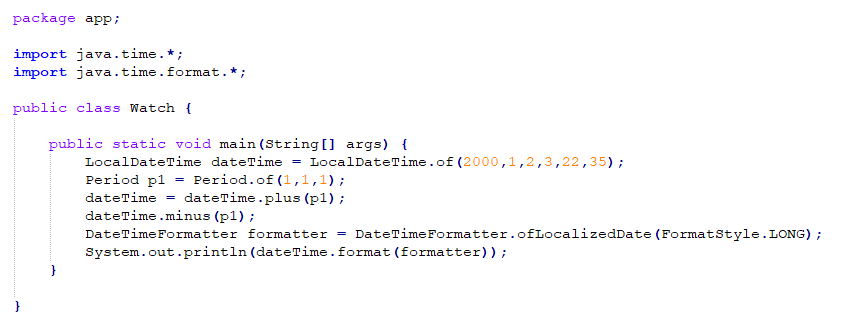 package app;
import java.time.*;
import java.time.format.*;
public class Watch {
public static void main(String[] args) {
LocalDateTime dateTime = LocalDateTime.of(2000,1,2,3,22,35);
Period p1 = Period.of(1,1,1);
dateTime = dateTime.plus(p1);
dateTime.minus(p1);
DateTimeFormatter formatter = DateTimeFormatter.ofLocalizedDate(FormatStyle.LONG);
System.out.println(dateTime.format(formatter));
}
}